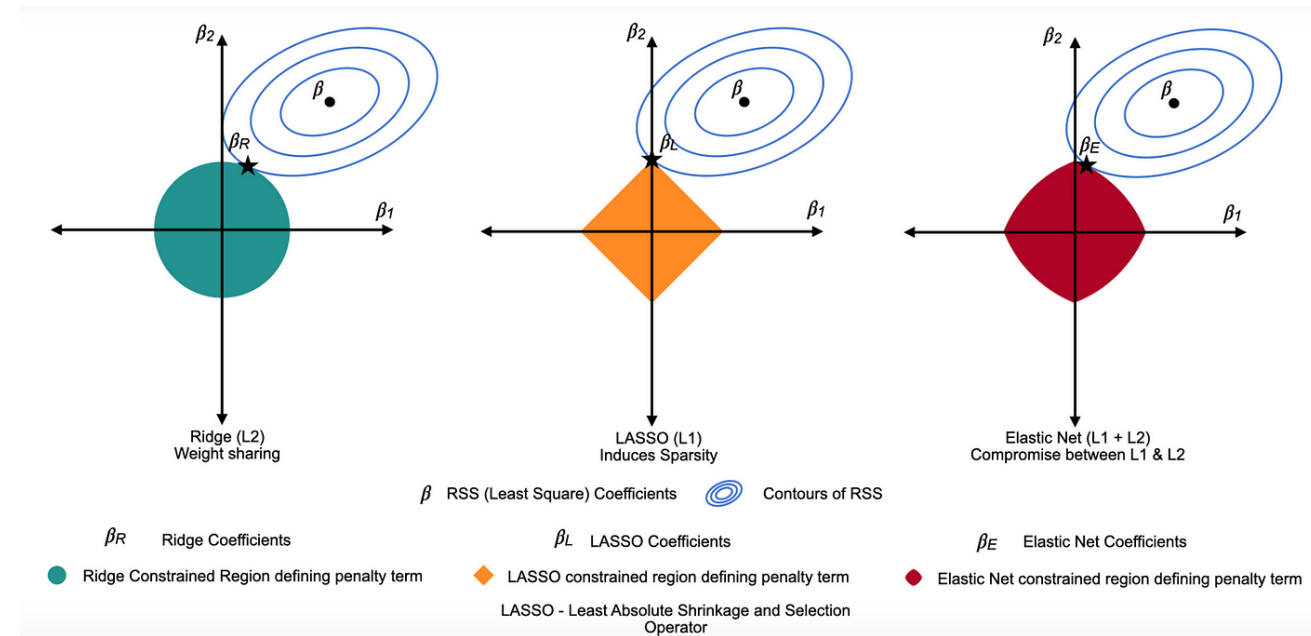 β2
β
βR
β1
Ridge (L2)
Weight sharing
β2
β
βL
β1
LASSO (L1)
Induces Sparsity
β2
β
βE
β1
Elastic Net (L1 + L2)
Compromise between L1 & L2
β RSS (Least Square) Coefficients Contours of RSS
βR Ridge Coefficients
βL LASSO Coefficients
βE Elastic Net Coefficients
Ridge Constrained Region defining penalty term
LASSO constrained region defining penalty term
Elastic Net constrained region defining penalty term
LASSO - Least Absolute Shrinkage and Selection
Operator